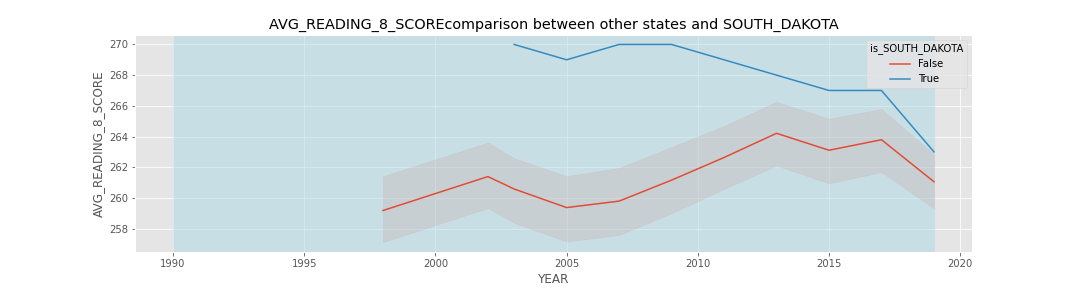 AVG_READING_8_SCOREcomparison between other states and SOUTH_DAKOTA
270
268
266
264
262
260
258
AVG_READING_8_SCORE
is_SOUTH_DAKOTA
False
True
1990 1995 2000 2005 2010 2015 2020
YEAR